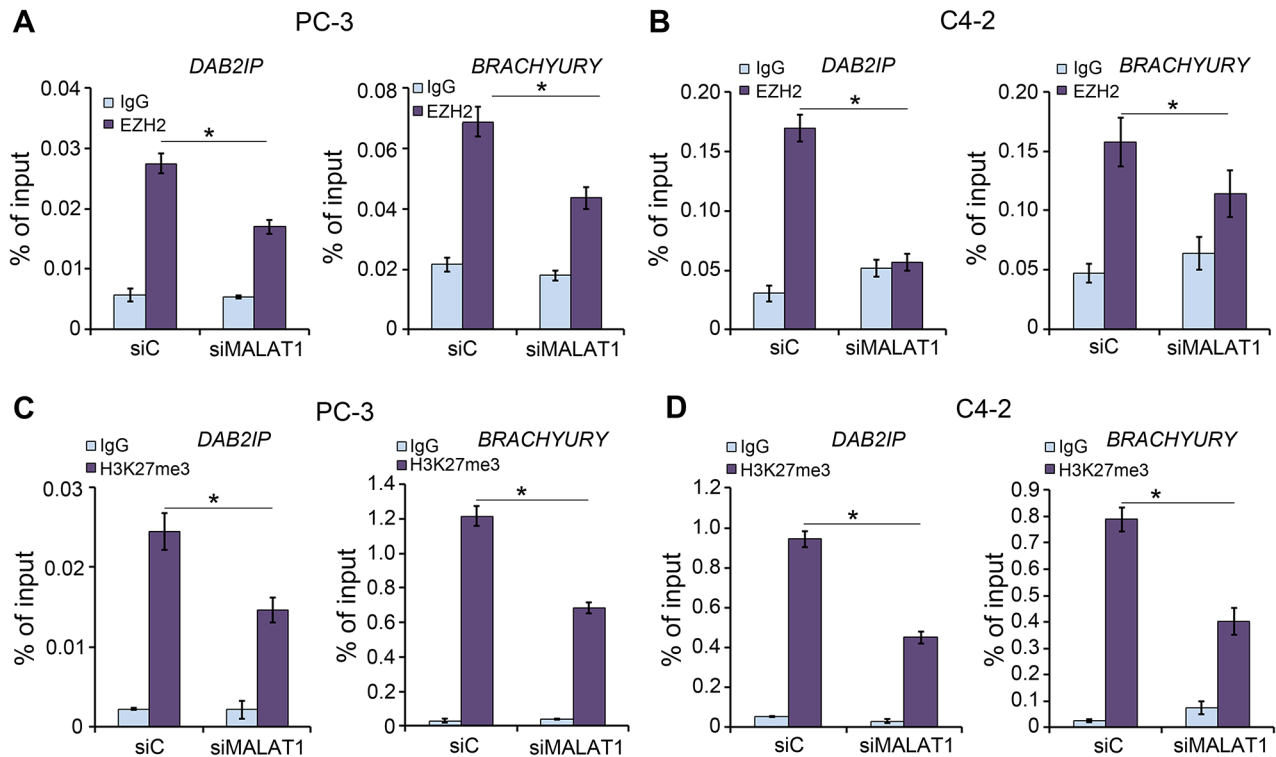 A
PC-3
B
C4-2
DAB2IP
IgG
EZH2
*
% of input
0.04
0.03
0.02
0.01
0
siC
siMALAT1
BRACHYURY
IgG
EZH2
*
% of input
0.08
0.06
0.04
0.02
0
siC
siMALAT1
DAB2IP
IgG
EZH2
*
% of input
0.20
0.15
0.10
0.05
0
siC
siMALAT1
BRACHYURY
IgG
EZH2
*
% of input
0.20
0.15
0.10
0.05
0
siC
siMALAT1
C
PC-3
D
C4-2
DAB2IP
IgG
H3K27me3
*
% of input
0.03
0.02
0.01
0
siC
siMALAT1
BRACHYURY
IgG
H3K27me3
*
% of input
1.4
1.2
1.0
0.8
0.6
0.4
0.2
0
siC
siMALAT1
DAB2IP
IgG
H3K27me3
*
% of input
1.2
1.0
0.8
0.6
0.4
0.2
0
siC
siMALAT1
BRACHYURY
IgG
H3K27me3
*
% of input
0.9
0.8
0.7
0.6
0.5
0.4
0.3
0.2
0.1
0
siC
siMALAT1